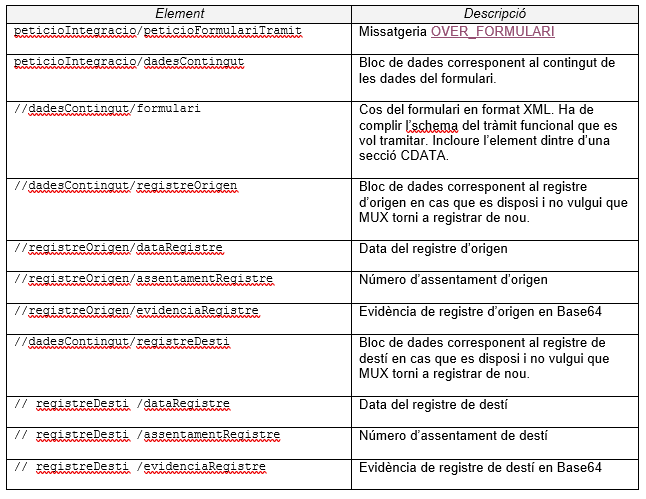 Element Descripció
peticioIntegracio/peticioFormulariTramit Missatgeria OVER_FORMULARI
peticioIntegracio/dadesContingut Bloc de dades corresponent al contingut de
les dades del formulari.
//dadesContingut/formulari Cos del formulari en format XML. Ha de
complir l’schema del tràmit funcional que es
vol tramitar. Incloure l’element dintre d’una
secció CDATA.
//dadesContingut/registreOrigen Bloc de dades corresponent al registre
d’origen en cas que es disposi i no vulgui que
MUX torni a registrar de nou.
//registreOrigen/dataRegistre Data del registre d’origen
//registreOrigen/assentamentRegistre Número d’assentament d’origen
//registreOrigen/evidenciaRegistre Evidència de registre d’origen en Base64
//dadesContingut/registreDesti Bloc de dades corresponent al registre de
destí en cas que es disposi i no vulgui que
MUX torni a registrar de nou.
// registreDesti /dataRegistre Data del registre de destí
// registreDesti /assentamentRegistre Número d’assentament de destí
// registreDesti /evidenciaRegistre Evidència de registre de destí en Base64